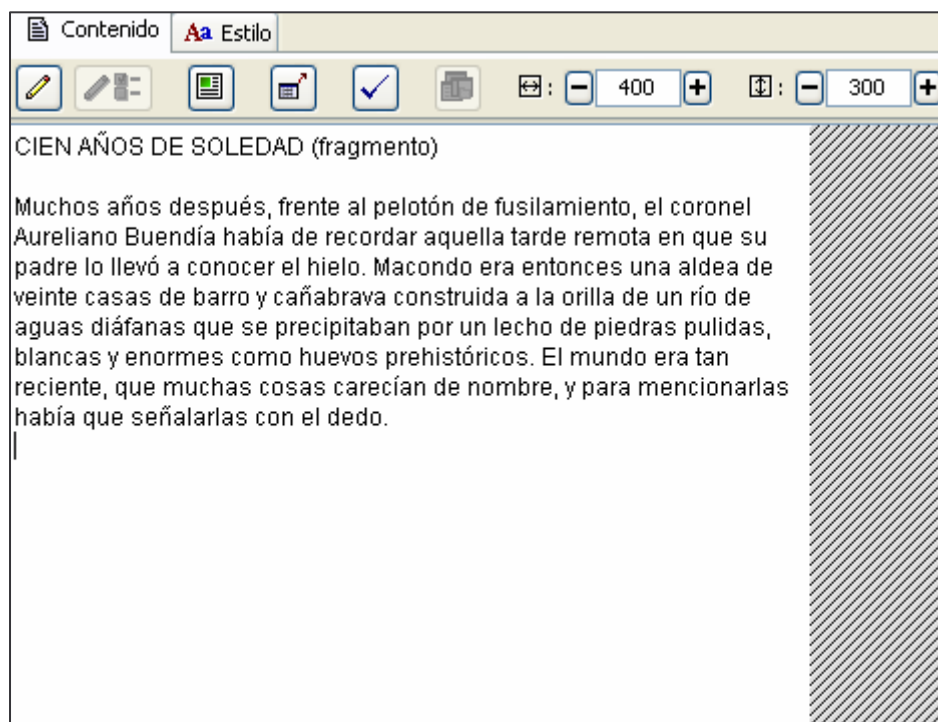 Contenido Aa Estilo
400 300
CIEN AÑOS DE SOLEDAD (fragmento)
Muchos años después, frente al pelotón de fusilamiento, el coronel
Aureliano Buendía había de recordar aquella tarde remota en que su
padre lo llevó a conocer el hielo. Macondo era entonces una aldea de
veinte casas de barro y cañabrava construida a la orilla de un río de
aguas diáfanas que se precipitaban por un lecho de piedras pulidas,
blancas y enormes como huevos prehistóricos. El mundo era tan
reciente, que muchas cosas carecían de nombre, y para mencionarlas
había que señalarlas con el dedo.